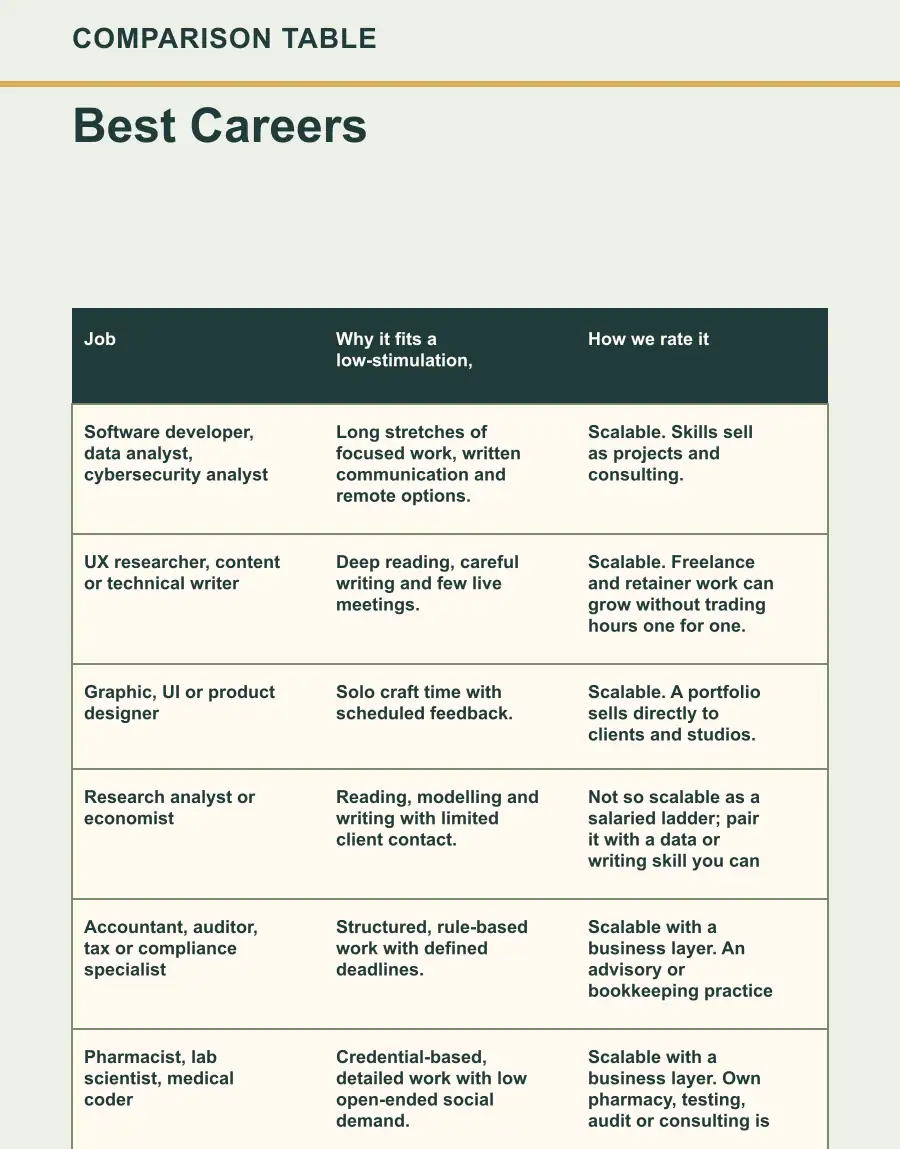 COMPARISON TABLE
Best Careers
Job
Why it fits a
low-stimulation,
How we rate it
Software developer,
data analyst,
cybersecurity analyst
Long stretches of
focused work, written
communication and
remote options.
Scalable. Skills sell
as projects and
consulting.
UX researcher, content
or technical writer
Deep reading, careful
writing and few live
meetings.
Scalable. Freelance
and retainer work can
grow without trading
hours one for one.
Graphic, UI or product
designer
Solo craft time with
scheduled feedback.
Scalable. A portfolio
sells directly to
clients and studios.
Research analyst or
economist
Reading, modelling and
writing with limited
client contact.
Not so scalable as a
salaried ladder; pair
it with a data or
writing skill you can
Accountant, auditor,
tax or compliance
specialist
Structured, rule-based
work with defined
deadlines.
Scalable with a
business layer. An
advisory or
bookkeeping practice
Pharmacist, lab
scientist, medical
coder
Credential-based,
detailed work with low
open-ended social
demand.
Scalable with a
business layer. Own
pharmacy, testing,
audit or consulting is